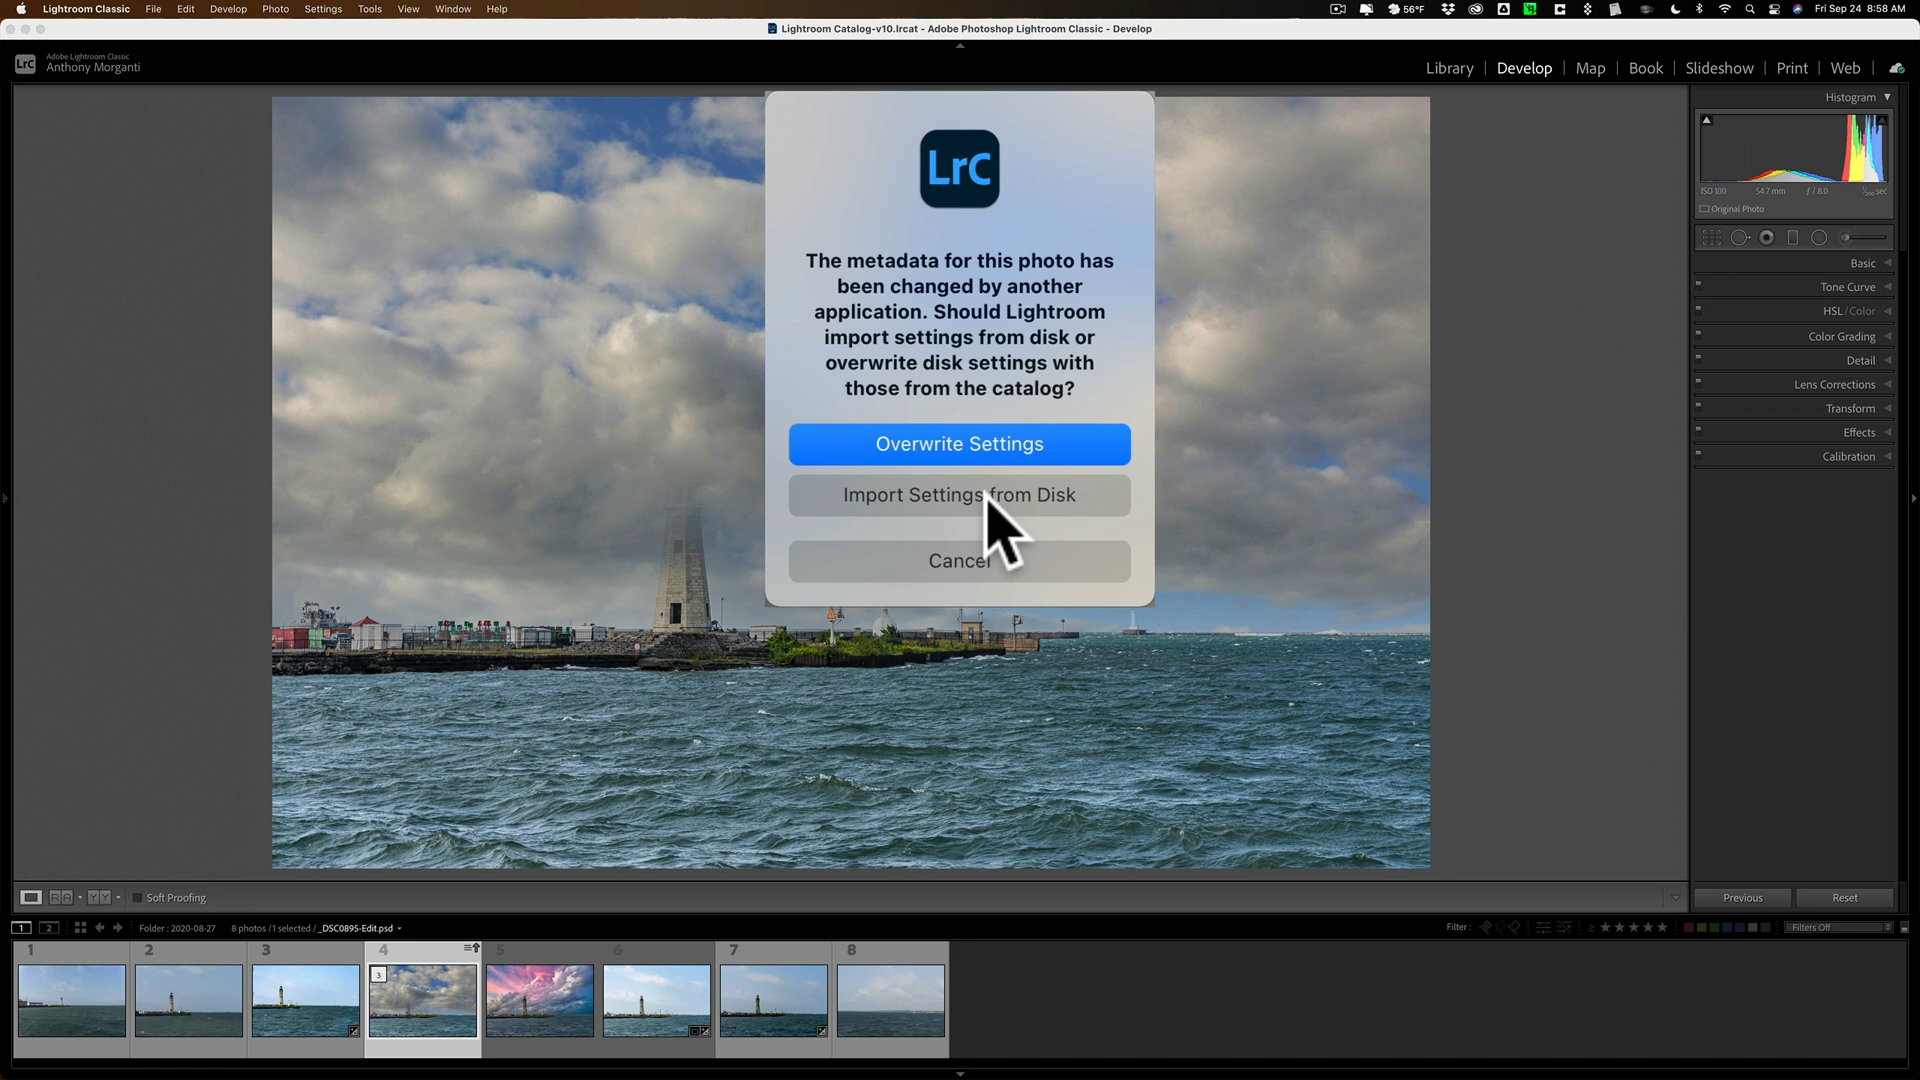 Lightroom Classic File Edit Develop Photo Settings Tools View Window Help
56°F Fri Sep 24 8:58 AM
Lightroom Catalog-v10.lrcat - Adobe Photoshop Lightroom Classic - Develop
LrC
Adobe Lightroom Classic
Anthony Morganti
Library | Develop | Map | Book | Slideshow | Print | Web
LrC
The metadata for this photo has
been changed by another
application. Should Lightroom
import settings from disk or
overwrite disk settings with
those from the catalog?
Overwrite Settings
Import Settings from Disk
Cancel
Histogram
ISO 100 54.7 mm ƒ / 8.0 sec
Original Photo
Basic
Tone Curve
HSL / Color
Color Grading
Detail
Lens Corrections
Transform
Effects
Calibration
Previous Reset
Soft Proofing
1 2 Folder : 2020-08-27 8 photos / 1 selected / _DSC0895-Edit.psd
Filter : Filters Off
1 2 3 4 5 6 7 8
3